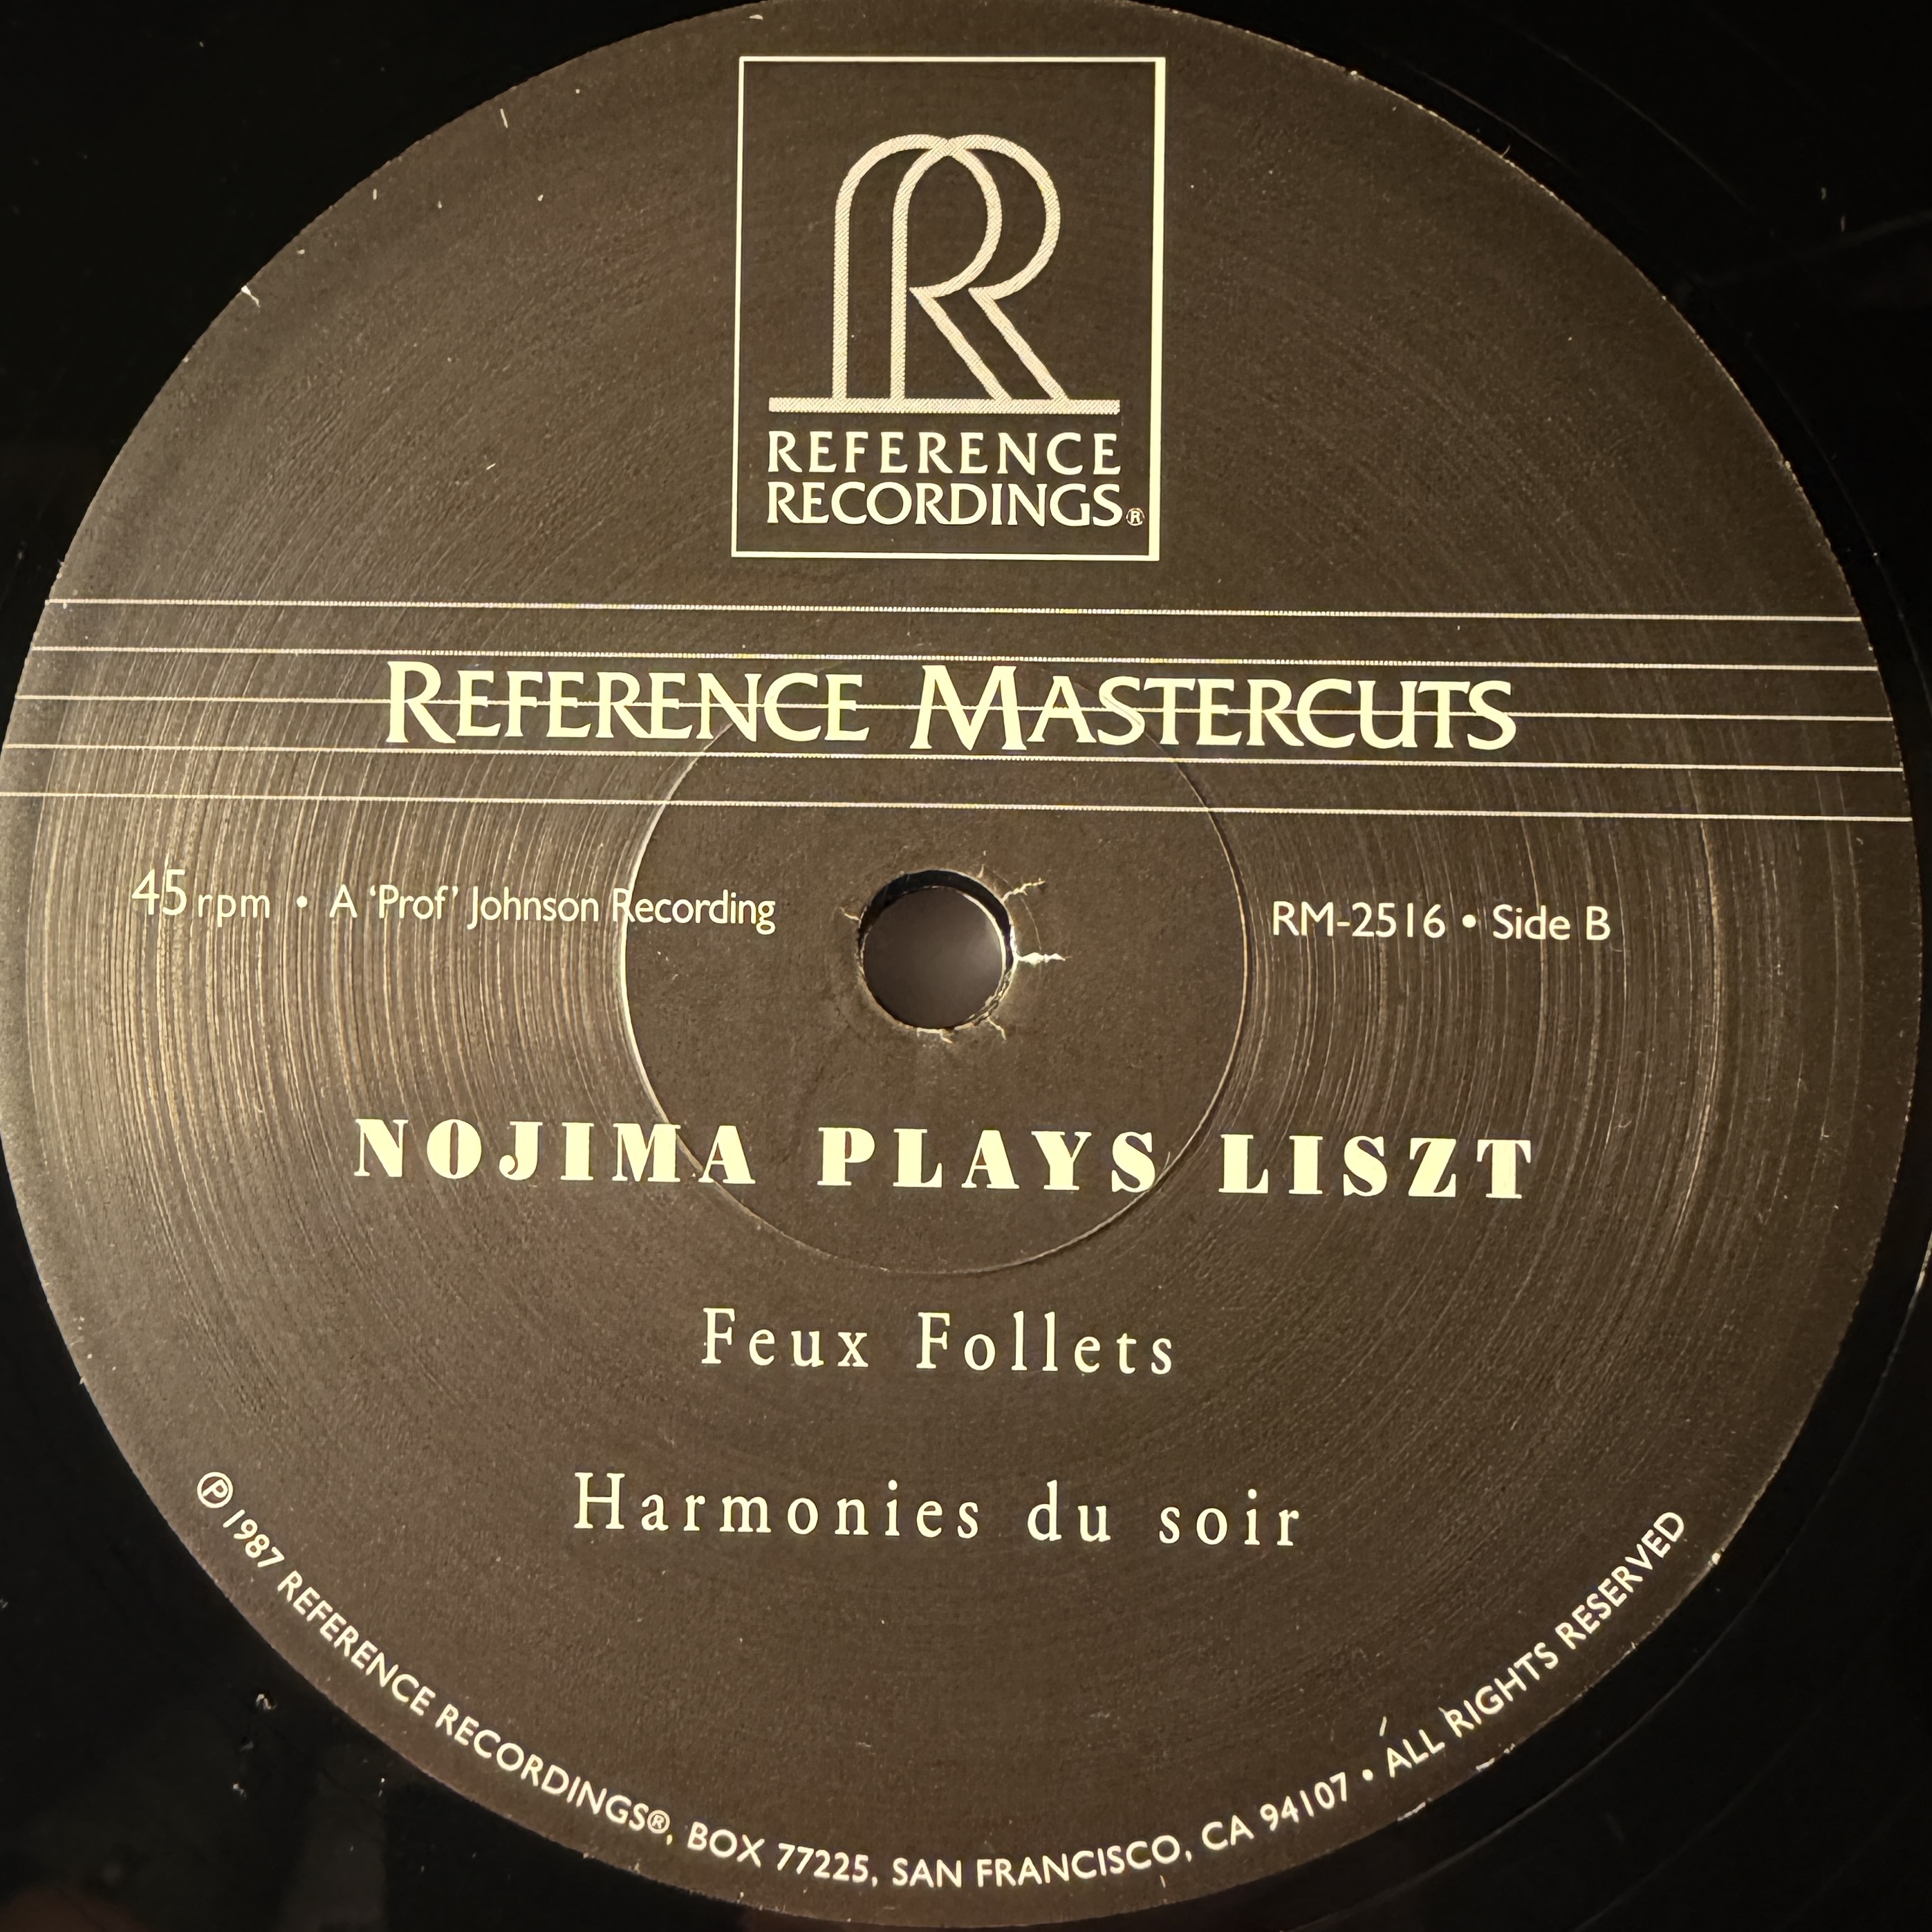 REFERENCE
RECORDINGS®
REFERENCE MASTERCUTS
45 rpm • A ‘Prof’ Johnson Recording
RM-2516 • Side B
NOJIMA PLAYS LISZT
Feux Follets
Harmonies du soir
℗ 1987 REFERENCE RECORDINGS®, BOX 77225, SAN FRANCISCO, CA 94107 • ALL RIGHTS RESERVED